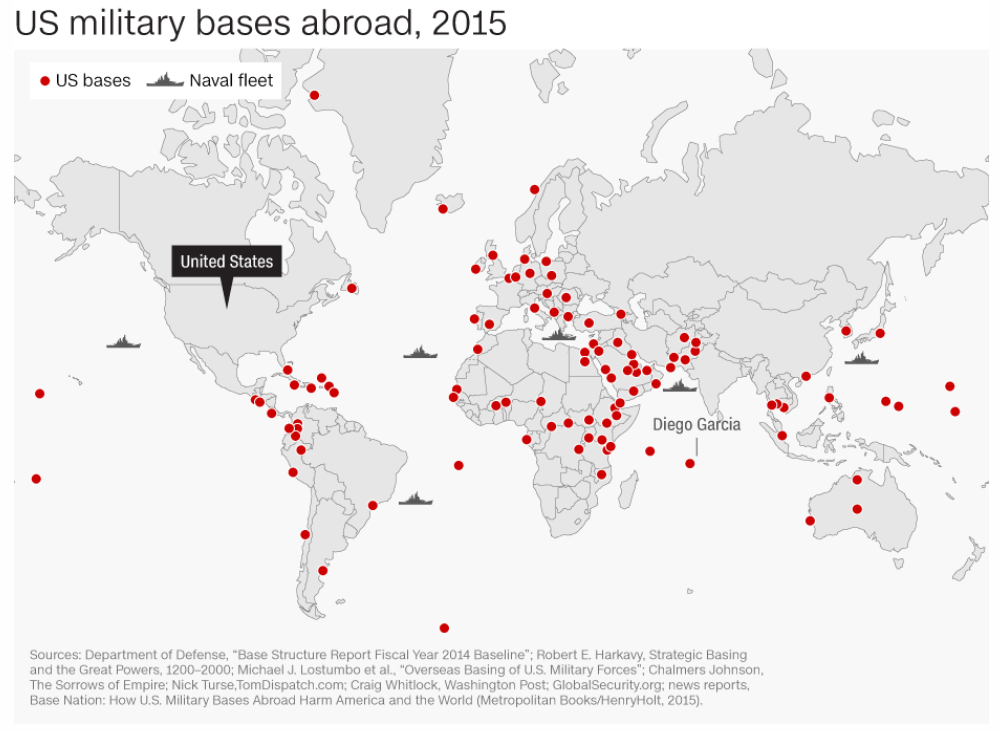 US military bases abroad, 2015
US bases
Naval fleet
United States
Diego Garcia
Sources: Department of Defense, “Base Structure Report Fiscal Year 2014 Baseline”; Robert E. Harkavy, Strategic Basing
and the Great Powers, 1200–2000; Michael J. Lostumbo et al., “Overseas Basing of U.S. Military Forces”; Chalmers Johnson,
The Sorrows of Empire; Nick Turse,TomDispatch.com; Craig Whitlock, Washington Post; GlobalSecurity.org; news reports,
Base Nation: How U.S. Military Bases Abroad Harm America and the World (Metropolitan Books/HenryHolt, 2015).